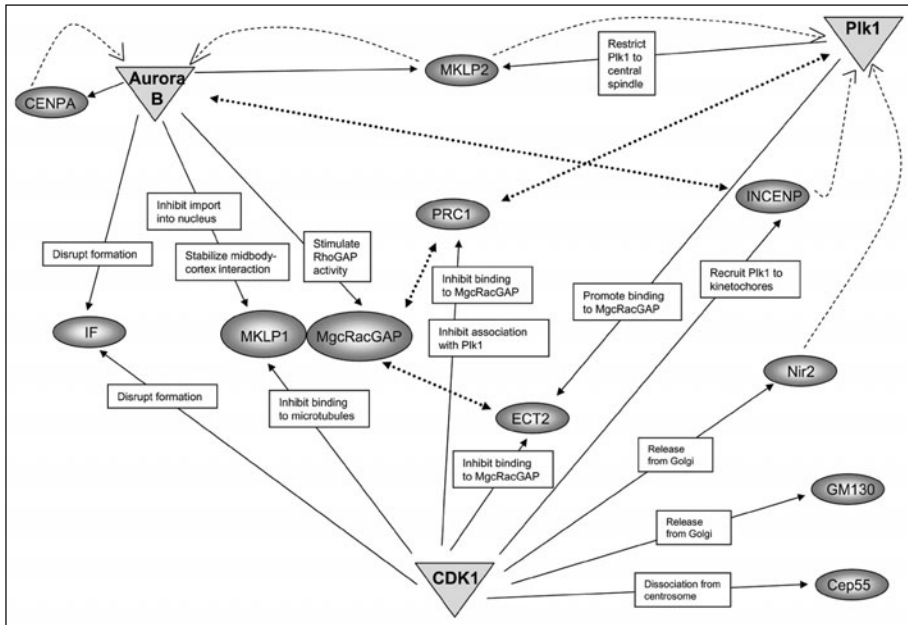 Plk1
Restrict
Plk1 to
central
spindle
MKLP2
Aurora
B
CENPA
INCENP
Inhibit import
into nucleus
PRC1
Stimulate
RhoGAP
activity
Disrupt formation
Stabilize midbody-
cortex interaction
Inhibit binding
to MgcRacGAP
Recruit Plk1 to
kinetochores
Promote binding
to MgcRacGAP
IF
MKLP1
MgcRacGAP
Inhibit association
with Plk1
Nir2
Disrupt formation
Inhibit binding
to microtubules
ECT2
Release
from Golgi
Inhibit binding
to MgcRacGAP
GM130
Release
from Golgi
CDK1
Dissociation from
centrosome
Cep55